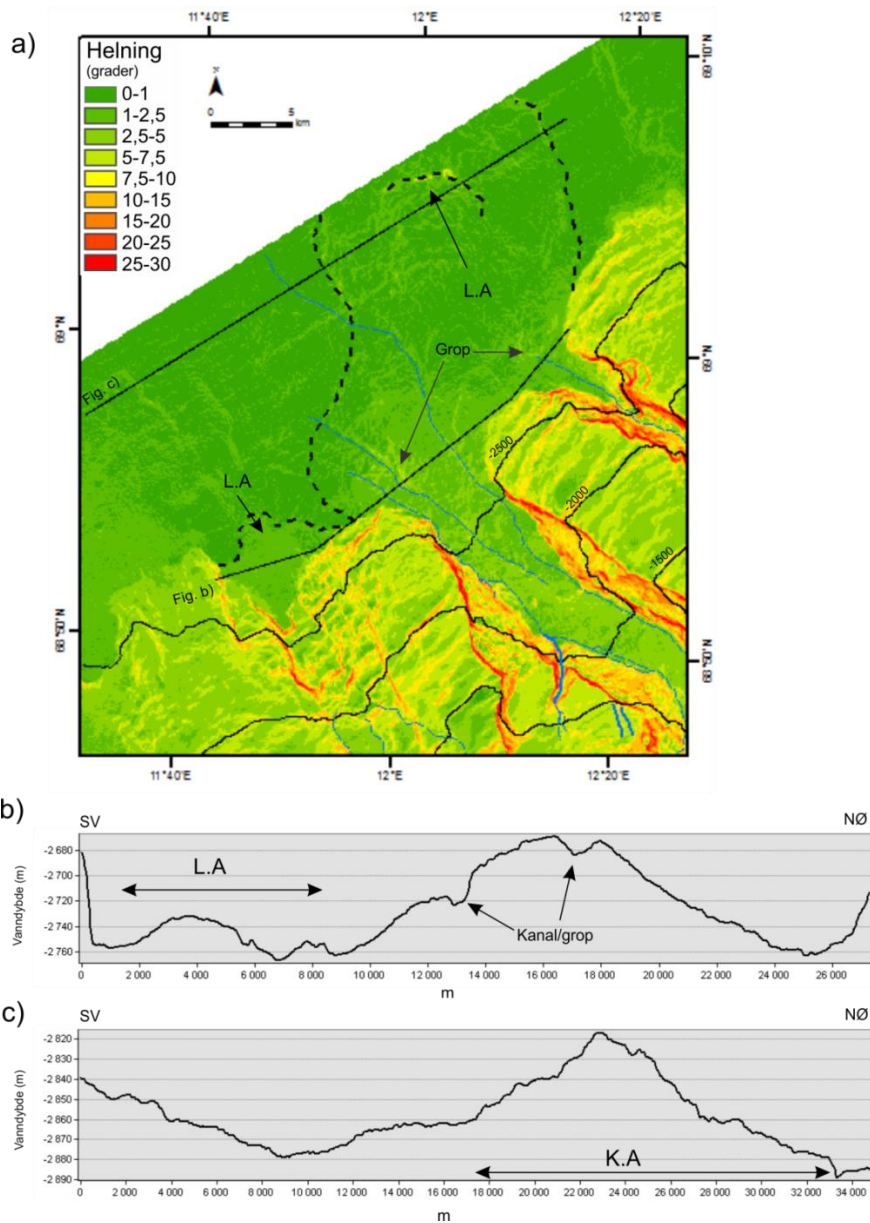 a)
11°40'E
12°E
12°20'E
Helning
(grader)
0-1
1-2,5
2,5-5
5-7,5
7,5-10
10-15
15-20
20-25
25-30
0
5
km
69°10'N
L.A
69°N
69°N
Grop
Fig. c)
-2500
L.A
-2000
-1500
Fig. b)
68°50'N
68°50'N
11°40'E
12°E
12°20'E
b)
SV
NØ
Vanndybde (m)
-2 680
-2 700
-2 720
-2 740
-2 760
L.A
Kanal/grop
0 2 000 4 000 6 000 8 000 10 000 12 000 14 000 16 000 18 000 20 000 22 000 24 000 26 000
m
c)
SV
NØ
Vanndybde (m)
-2 820
-2 830
-2 840
-2 850
-2 860
-2 870
-2 880
-2 890
K.A
0 2 000 4 000 6 000 8 000 10 000 12 000 14 000 16 000 18 000 20 000 22 000 24 000 26 000 28 000 30 000 32 000 34 000
m